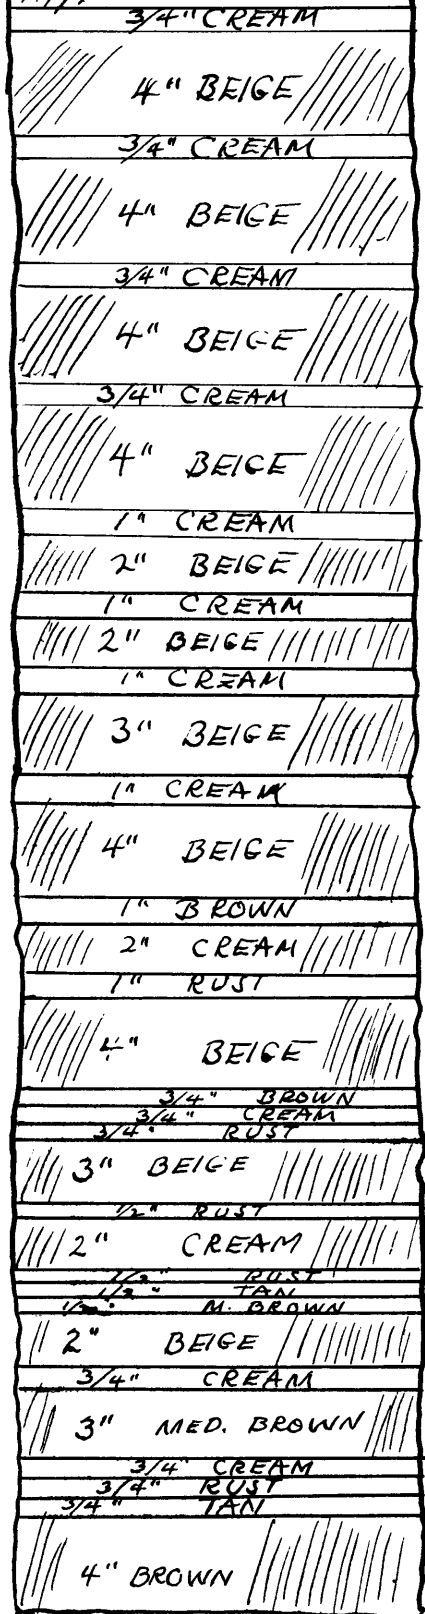 3/4" CREAM
4" BEIGE
3/4" CREAM
4" BEIGE
3/4" CREAM
4" BEIGE
3/4" CREAM
4" BEIGE
1" CREAM
2" BEIGE
1" CREAM
2" BEIGE
1" CREAM
3" BEIGE
1" CREAM
4" BEIGE
1" BROWN
2" CREAM
1" RUST
4" BEIGE
3/4" BROWN
3/4" CREAM
3/4" RUST
3" BEIGE
1/2" RUST
2" CREAM
1/2" RUST
1/2" TAN
1/2" M. BROWN
2" BEIGE
3/4" CREAM
3" MED. BROWN
3/4" CREAM
3/4" RUST
3/4" TAN
4" BROWN